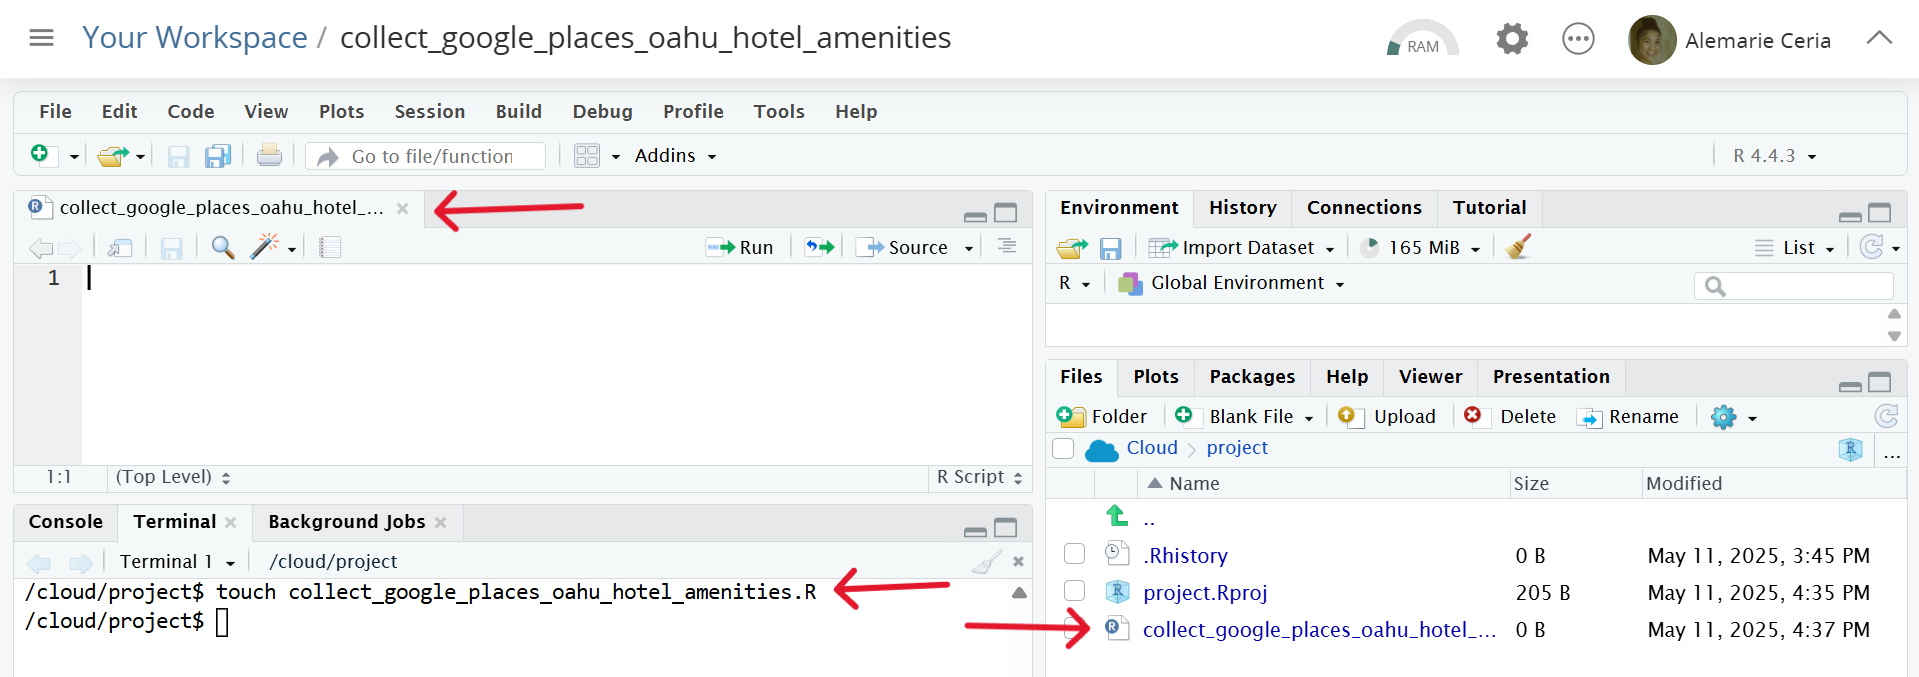 Your Workspace / collect_google_places_oahu_hotel_amenities
RAM
Alemarie Ceria
File Edit Code View Plots Session Build Debug Profile Tools Help
Go to file/function
Addins
R 4.4.3
collect_google_places_oahu_hotel_...
Run
Source
1
1:1
(Top Level)
R Script
Console Terminal Background Jobs
Terminal 1
/cloud/project
/cloud/project$ touch collect_google_places_oahu_hotel_amenities.R
/cloud/project$
Environment History Connections Tutorial
Import Dataset
165 MiB
List
R
Global Environment
Files Plots Packages Help Viewer Presentation
Folder Blank File Upload Delete Rename
Cloud project
R
...
Name Size Modified
..
.Rhistory 0 B May 11, 2025, 3:45 PM
project.Rproj 205 B May 11, 2025, 4:35 PM
collect_google_places_oahu_hotel_... 0 B May 11, 2025, 4:37 PM